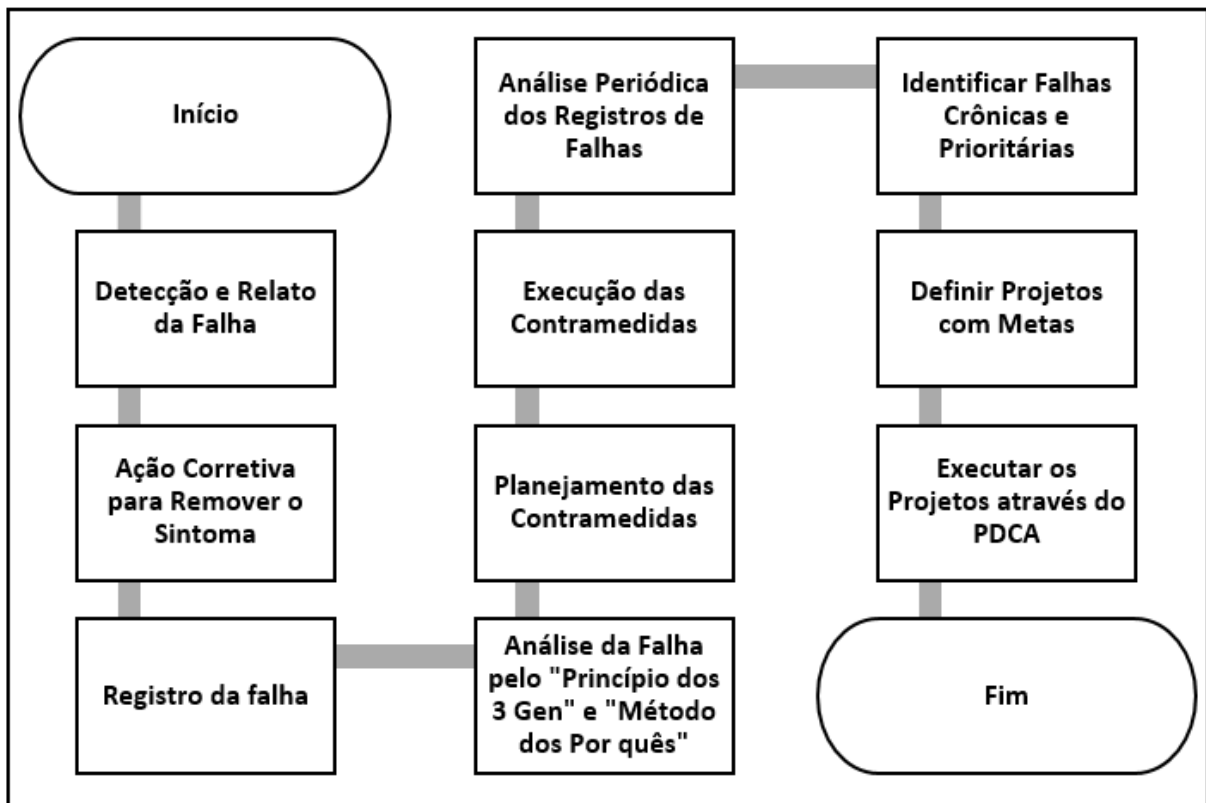 Início
Detecção e Relato
da Falha
Ação Corretiva
para Remover o
Sintoma
Registro da falha
Análise da Falha
pelo "Princípio dos
3 Gen" e "Método
dos Por quês"
Planejamento das
Contramedidas
Execução das
Contramedidas
Análise Periódica
dos Registros de
Falhas
Identificar Falhas
Crônicas e
Prioritárias
Definir Projetos
com Metas
Executar os
Projetos através do
PDCA
Fim